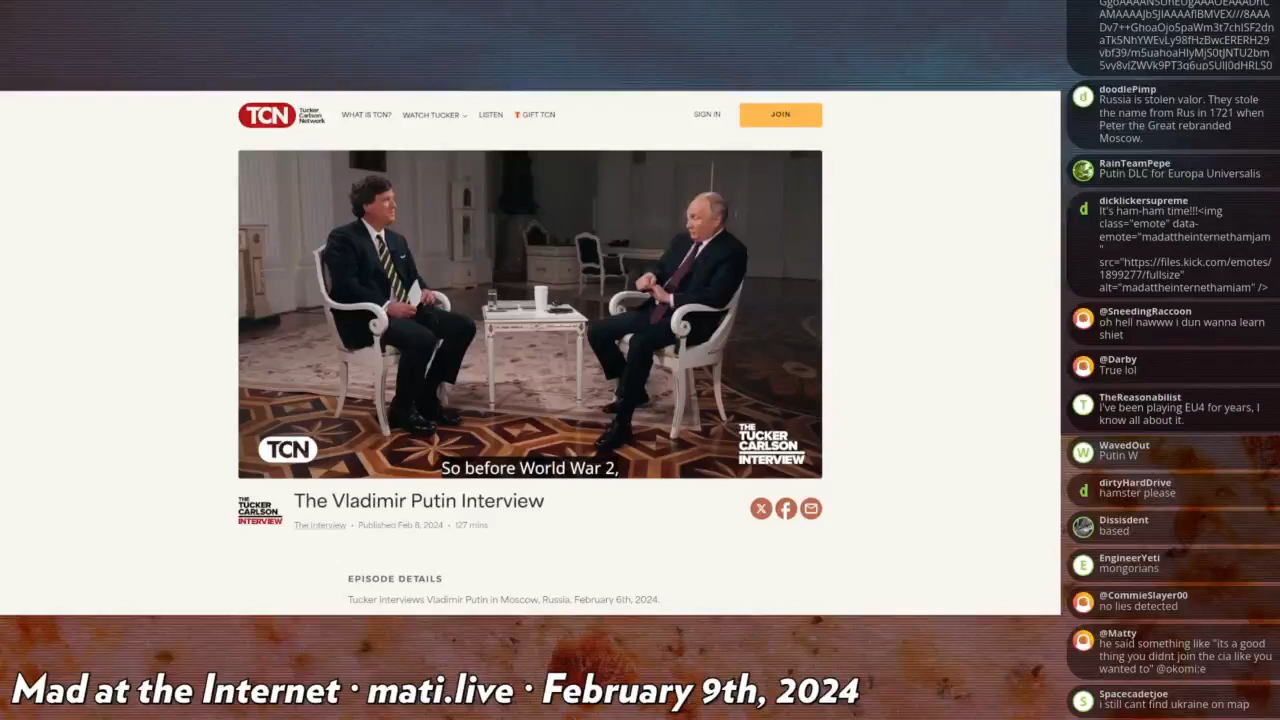 TCN
Tucker
Carlson
Network
WHAT IS TCN?
WATCH TUCKER
LISTEN
GIFT TCN
SIGN IN
JOIN
TCN
THE
TUCKER
CARLSON
INTERVIEW
So before World War 2,
THE
TUCKER
CARLSON
INTERVIEW
The Vladimir Putin Interview
The Interview • Published Feb 8, 2024 • 127 mins
EPISODE DETAILS
Tucker interviews Vladimir Putin in Moscow, Russia. February 6th, 2024.
Mad at the Internet · mati.live · February 9th, 2024
doodlePimp
Russia is stolen valor. They stole
the name from Rus in 1721 when
Peter the Great rebranded
Moscow.
RainTeamPepe
Putin DLC for Europa Universalis
dicklickersupreme
It's ham-ham time!!!<img
class="emote" data-
emote="madattheinternethamjam
"
src="https://files.kick.com/emotes/
1899277/fullsize"
alt="madattheinternethamjam" />
@SneedingRaccoon
oh hell nawww i dun wanna learn
shiet
@Darby
True lol
TheReasonabilist
I've been playing EU4 for years, I
know all about it.
WavedOut
Putin W
dirtyHardDrive
hamster please
Dissisdent
based
EngineerYeti
mongorians
@CommieSlayer00
no lies detected
@Matty
he said something like "its a good
thing you didnt join the cia like you
wanted to" @okomi:e
Spacecadetjoe
i still cant find ukraine on map